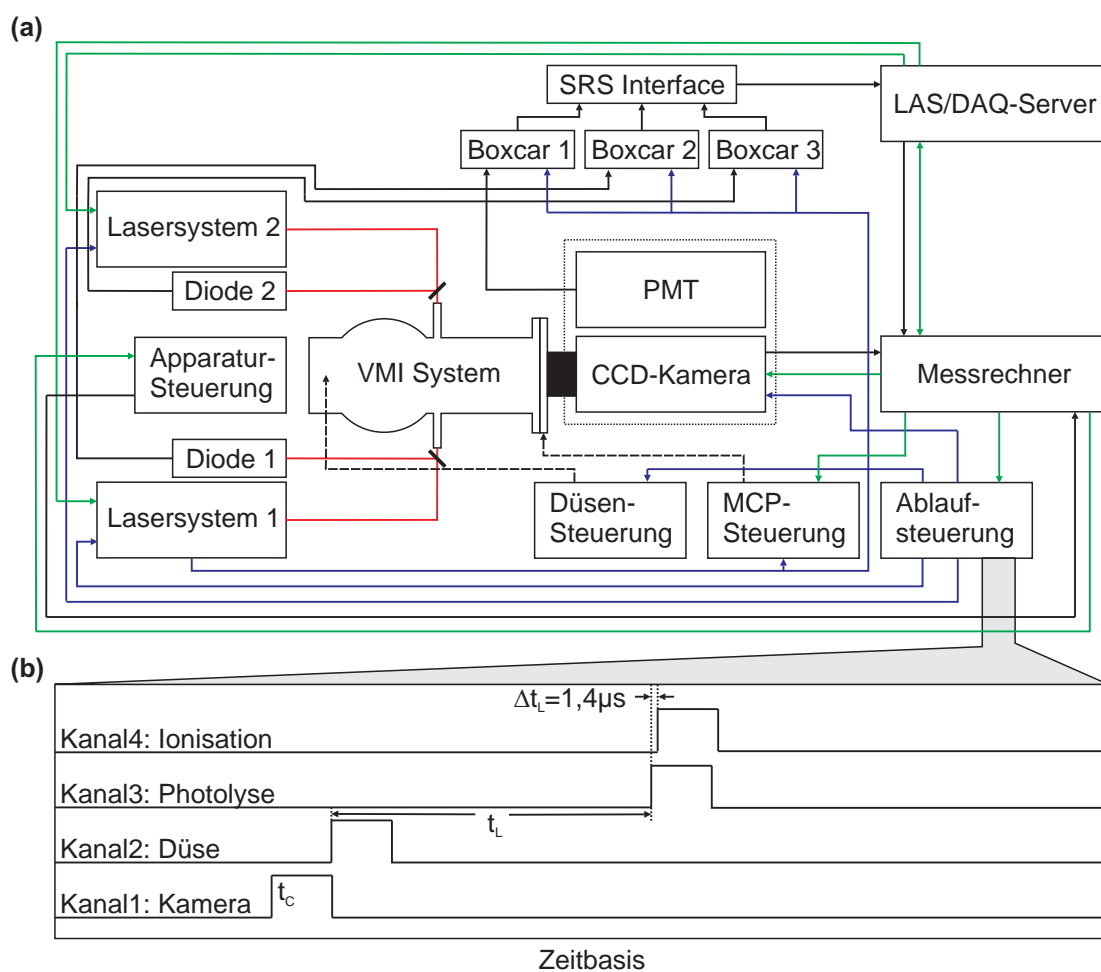 (a)
SRS Interface
LAS/DAQ-Server
Boxcar 1
Boxcar 2
Boxcar 3
Lasersystem 2
Diode 2
PMT
Apparatur-
Steuerung
VMI System
CCD-Kamera
Messrechner
Diode 1
Lasersystem 1
Düsen-
Steuerung
MCP-
Steuerung
Ablauf-
steuerung
(b)
Δt_L=1,4µs
Kanal4: Ionisation
Kanal3: Photolyse
t_L
Kanal2: Düse
t_C
Kanal1: Kamera
Zeitbasis